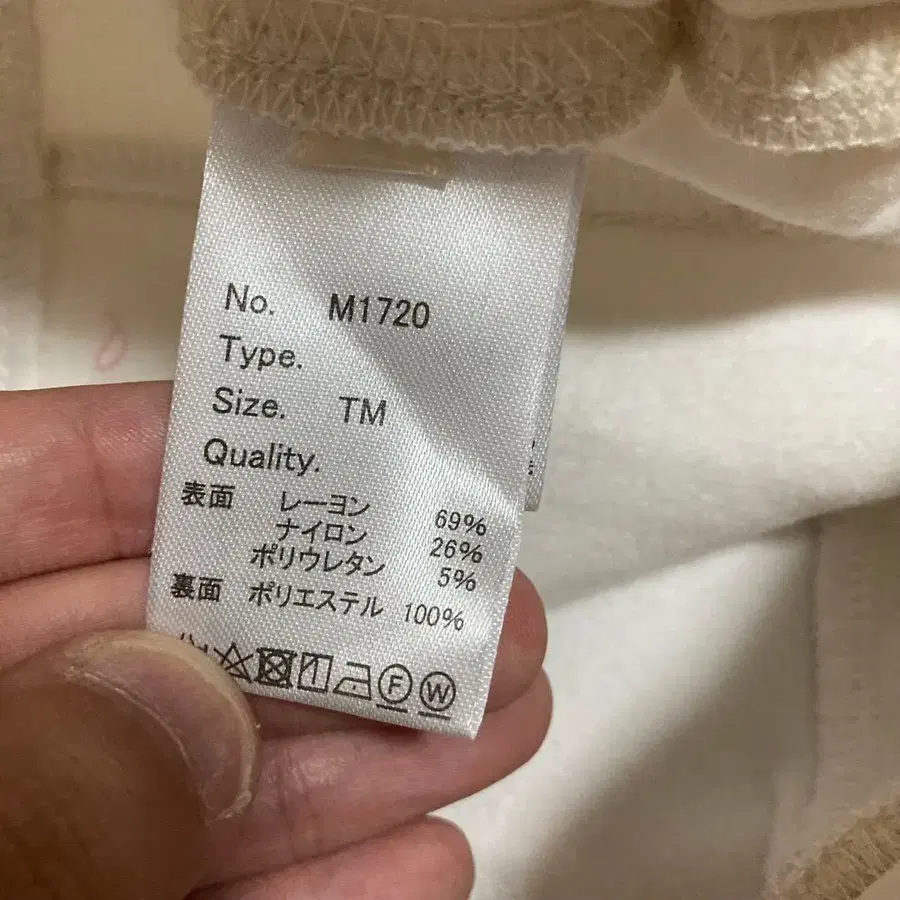 No. M1720
Type.
Size. TM
Quality.
表面 レーヨン 69%
ナイロン 26%
ポリウレタン 5%
裏面 ポリエステル 100%
F W